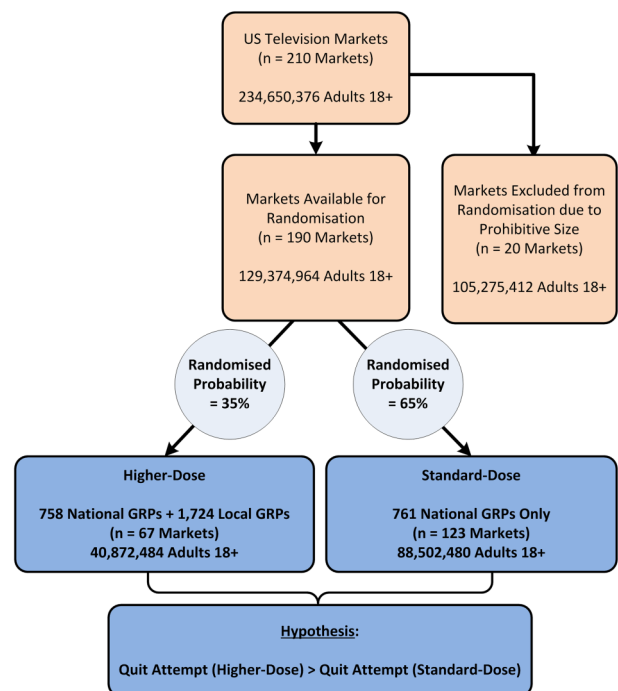 US Television Markets
(n = 210 Markets)
234,650,376 Adults 18+
Markets Available for
Randomisation
(n = 190 Markets)
129,374,964 Adults 18+
Markets Excluded from
Randomisation due to
Prohibitive Size
(n = 20 Markets)
105,275,412 Adults 18+
Randomised
Probability
= 35%
Randomised
Probability
= 65%
Higher-Dose
758 National GRPs + 1,724 Local GRPs
(n = 67 Markets)
40,872,484 Adults 18+
Standard-Dose
761 National GRPs Only
(n = 123 Markets)
88,502,480 Adults 18+
Hypothesis:
Quit Attempt (Higher-Dose) > Quit Attempt (Standard-Dose)